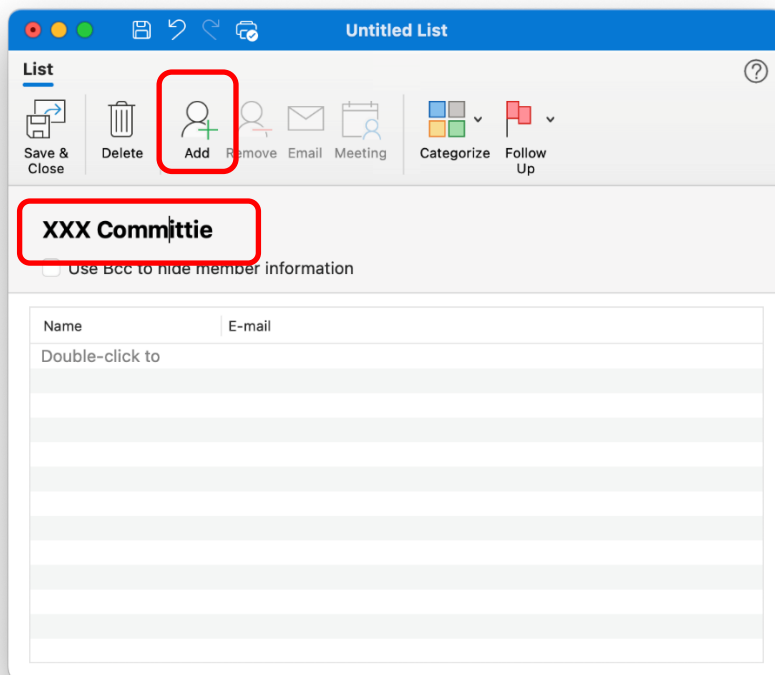 Untitled List
List
?
Save & Close
Delete
Add
Remove
Email
Meeting
Categorize
Follow Up
XXX Committie
Use Bcc to hide member information
Name E-mail
Double-click to